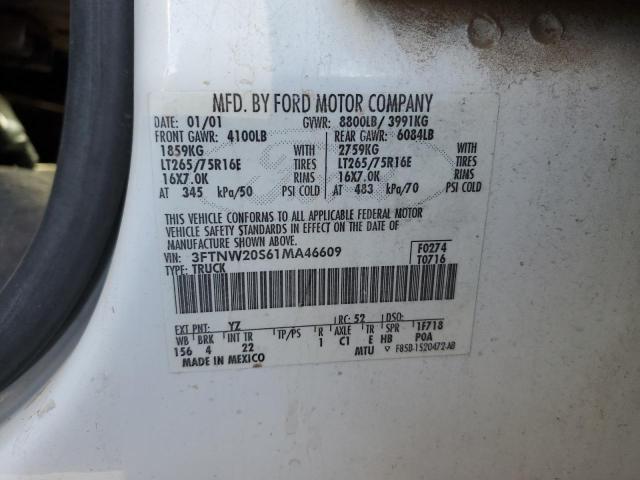 MFD. BY FORD MOTOR COMPANY
DATE: 01/01 GVWR: 8800LB/ 3991KG
FRONT GAWR: 4100LB REAR GAWR: 6084LB
1859KG WITH 2759KG WITH
LT265/75R16E TIRES LT265/75R16E TIRES
16X7.0K RIMS 16X7.0K RIMS
AT 345 kPa/50 PSI COLD AT 483 kPa/70 PSI COLD
THIS VEHICLE CONFORMS TO ALL APPLICABLE FEDERAL MOTOR
VEHICLE SAFETY STANDARDS IN EFFECT ON THE DATE OF
MANUFACTURE SHOWN ABOVE.
VIN: 3FTNW20S61MA46609 F0274
TYPE: TRUCK T0716
EXT PNT: YZ RC: 52 DSO:
WB BRK INT TR TP/PS R AXLE TR SPR 1F718
156 4 22 1 C1 E HB P0A
MADE IN MEXICO MTU F85B-1520472-AB